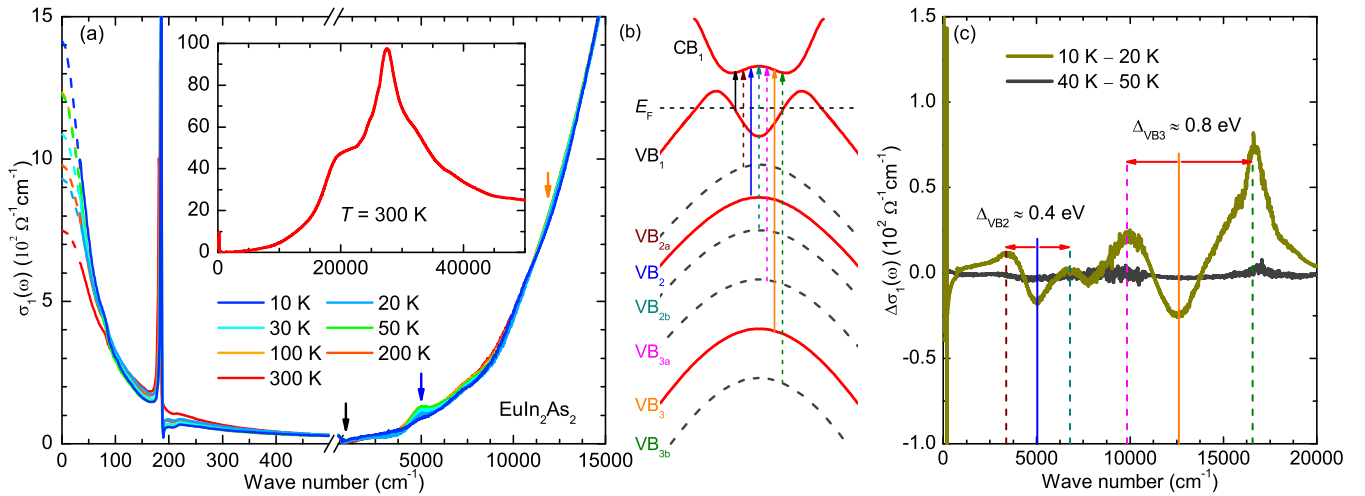 (a)
15
10
5
0
σ₁(ω) (10² Ω⁻¹cm⁻¹)
0 100 200 300 400 5000 10000 15000
Wave number (cm⁻¹)
100
80
60
40
20
0
20000 40000
T = 300 K
10 K 20 K
30 K 50 K
100 K 200 K
300 K
EuIn₂As₂
(b)
CB₁
E_F
VB₁
VB₂ₐ
VB₂
VB₂b
VB₃ₐ
VB₃
VB₃b
(c)
1.5
1.0
0.5
0.0
-0.5
-1.0
Δσ₁(ω) (10² Ω⁻¹cm⁻¹)
10 K – 20 K
40 K – 50 K
Δ_VB3 ≈ 0.8 eV
Δ_VB2 ≈ 0.4 eV
0 5000 10000 15000 20000
Wave number (cm⁻¹)